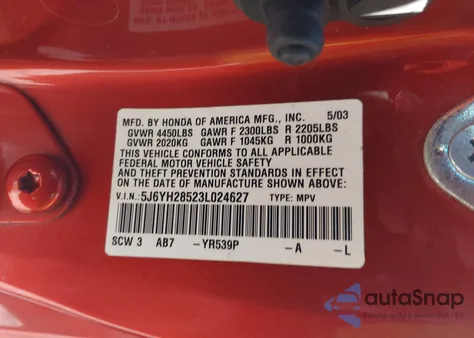 MFD. BY HONDA OF AMERICA MFG., INC. 5/03
GVWR 4450LBS GAWR F 2300LBS R 2205LBS
GVWR 2020KG GAWR F 1045KG R 1000KG
THIS VEHICLE CONFORMS TO ALL APPLICABLE
FEDERAL MOTOR VEHICLE SAFETY
AND THEFT PREVENTION STANDARDS IN EFFECT
ON THE DATE OF MANUFACTURE SHOWN ABOVE.
V.I.N.: 5J6YH28523L024627 TYPE: MPV
SCW 3 AB7 -YR539P -A -L
autoSnap